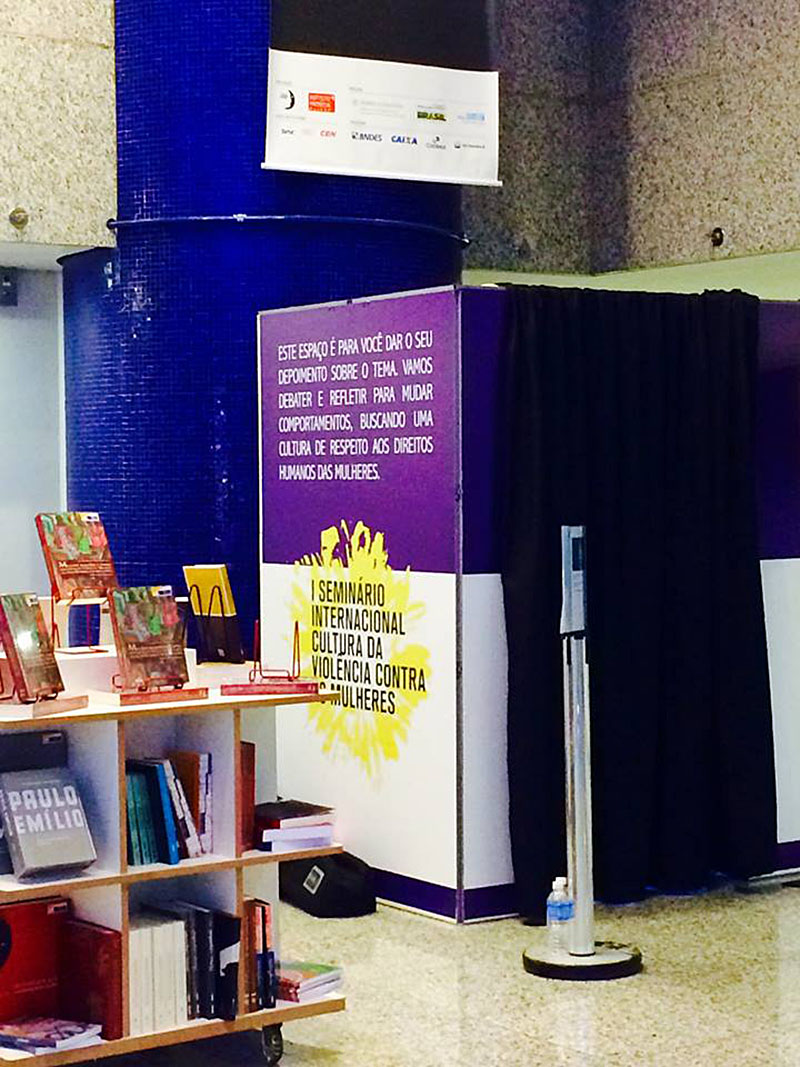 BRASIL
CBN
BNDES
CAIXA
ESTE ESPAÇO É PARA VOCÊ DAR O SEU
DEPOIMENTO SOBRE O TEMA. VAMOS
DEBATER E REFLETIR PARA MUDAR
COMPORTAMENTOS, BUSCANDO UMA
CULTURA DE RESPEITO AOS DIREITOS
HUMANOS DAS MULHERES.
I SEMINÁRIO
INTERNACIONAL
CULTURA DA
VIOLÊNCIA CONTRA
MULHERES
PAULO
EMÍLIO